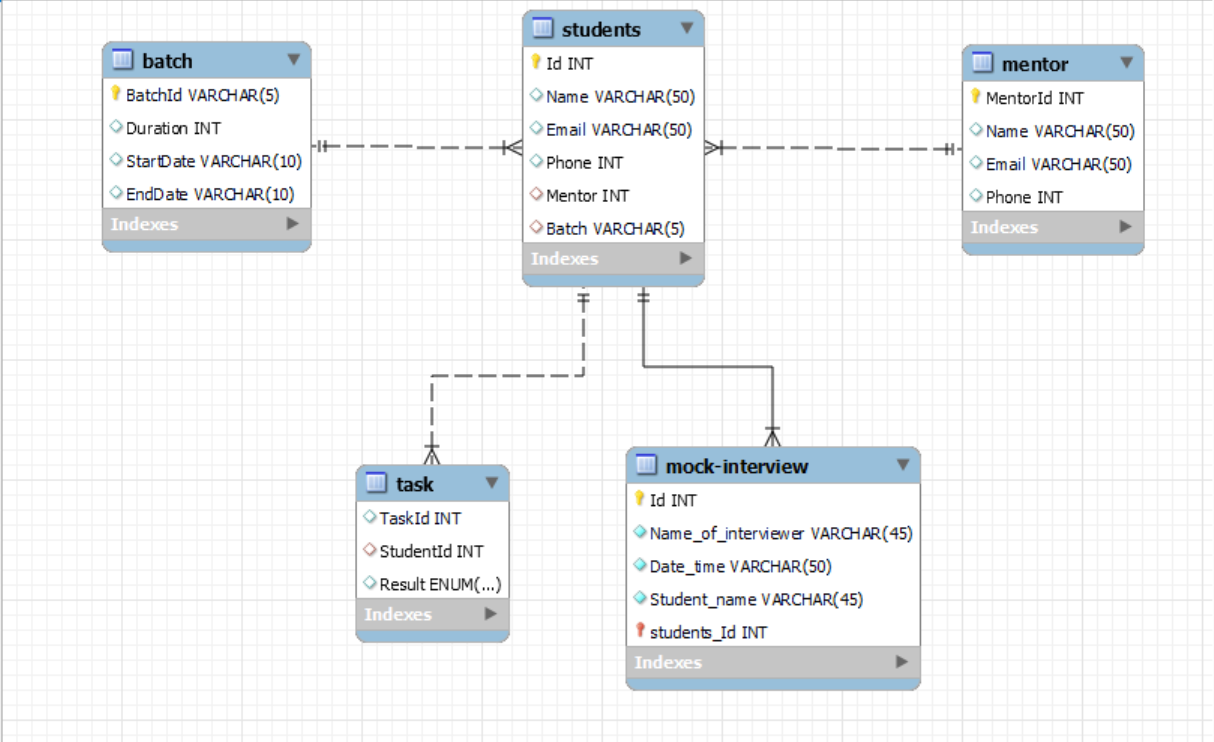 batch
BatchId VARCHAR(5)
Duration INT
StartDate VARCHAR(10)
EndDate VARCHAR(10)
Indexes
students
Id INT
Name VARCHAR(50)
Email VARCHAR(50)
Phone INT
Mentor INT
Batch VARCHAR(5)
Indexes
mentor
MentorId INT
Name VARCHAR(50)
Email VARCHAR(50)
Phone INT
Indexes
task
TaskId INT
StudentId INT
Result ENUM(...)
Indexes
mock-interview
Id INT
Name_of_interviewer VARCHAR(45)
Date_time VARCHAR(50)
Student_name VARCHAR(45)
students_Id INT
Indexes